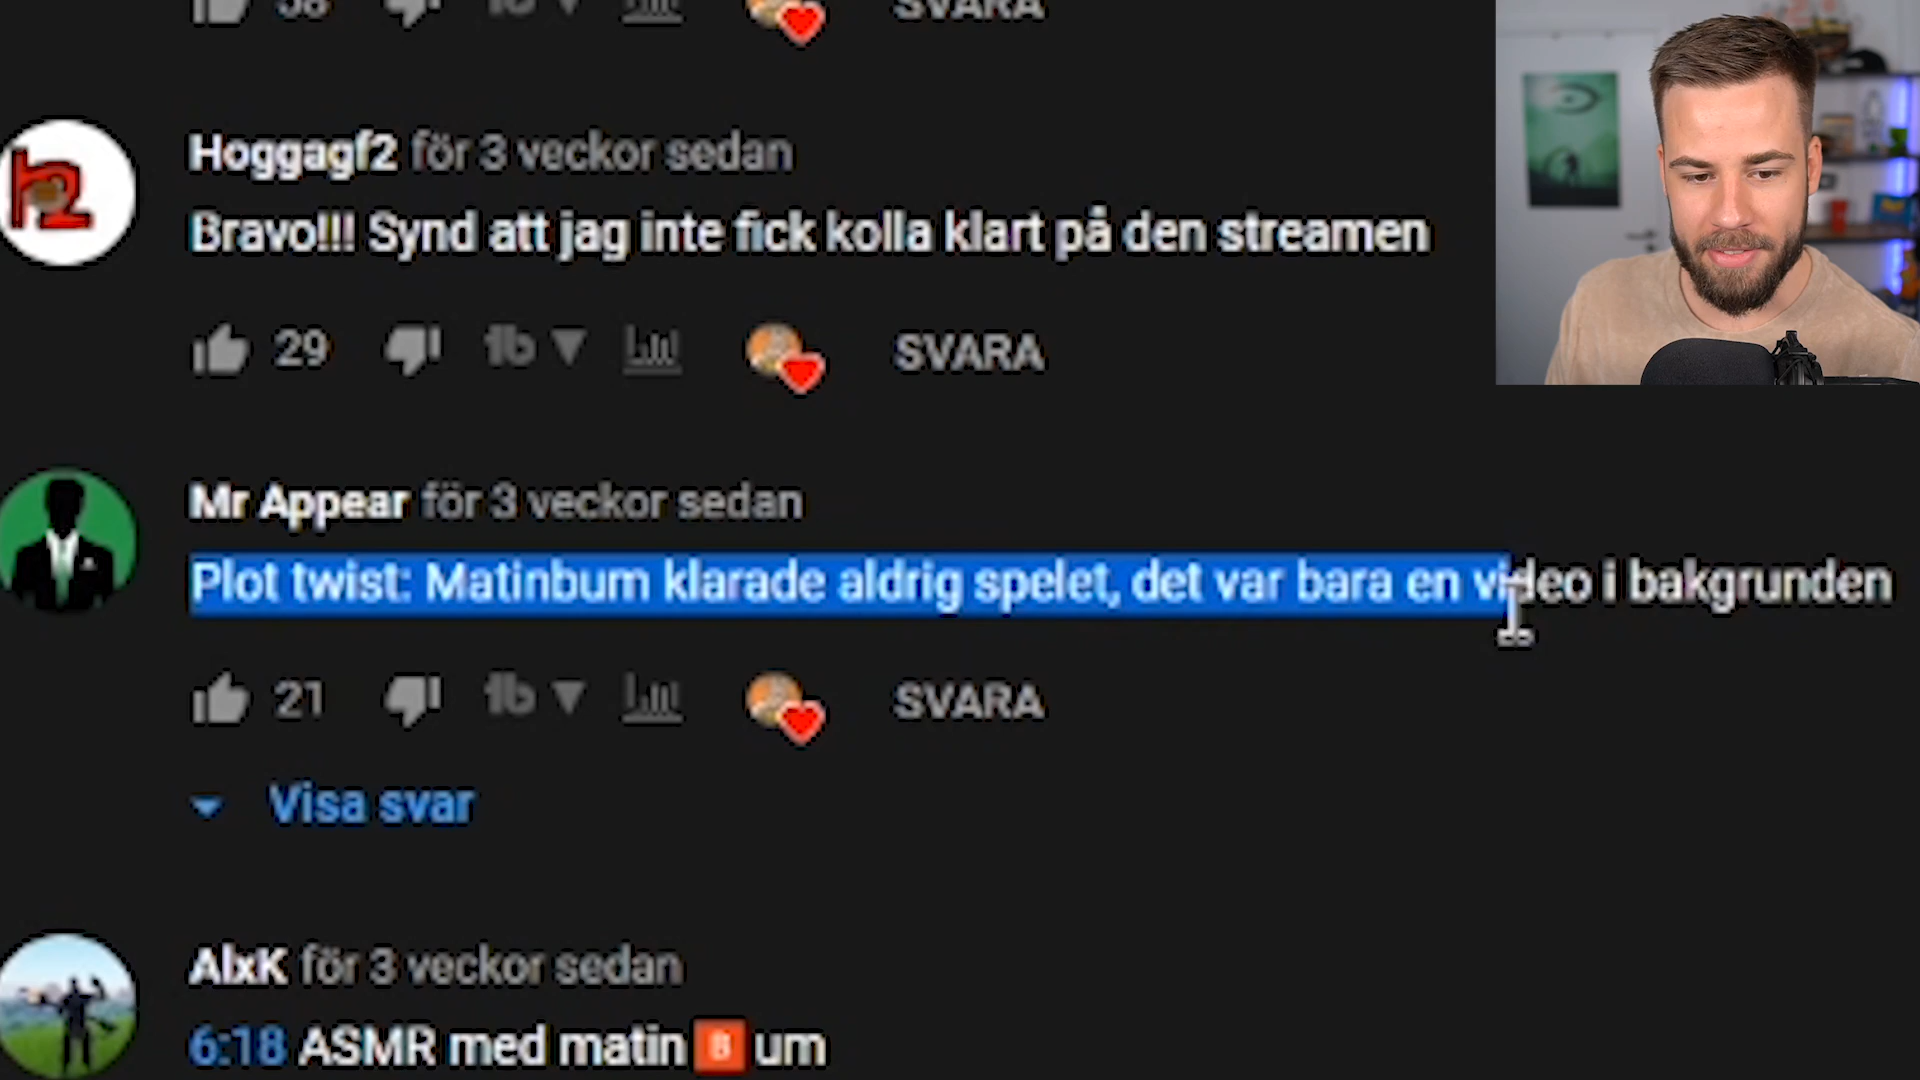 58 SVARA
Hoggagf2 för 3 veckor sedan
Bravo!!! Synd att jag inte fick kolla klart på den streamen
29 SVARA
Mr Appear för 3 veckor sedan
Plot twist: Matinbum klarade aldrig spelet, det var bara en video i bakgrunden
21 SVARA
Visa svar
AlxK för 3 veckor sedan
6:18 ASMR med matin🅱um